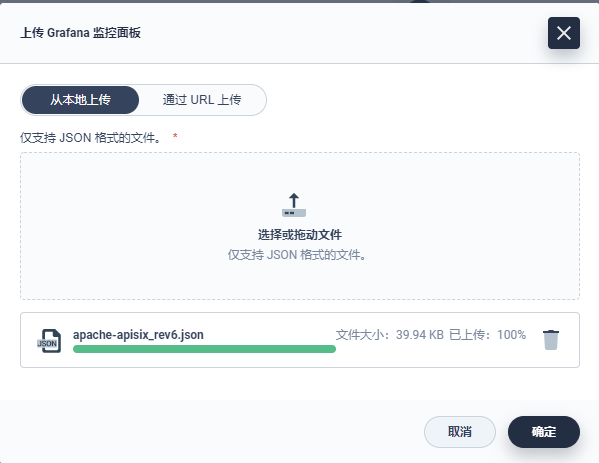 上传 Grafana 监控面板
从本地上传 通过 URL 上传
仅支持 JSON 格式的文件。 *
选择或拖动文件
仅支持 JSON 格式的文件。
JSON apache-apisix_rev6.json 文件大小：39.94 KB 已上传：100%
取消 确定